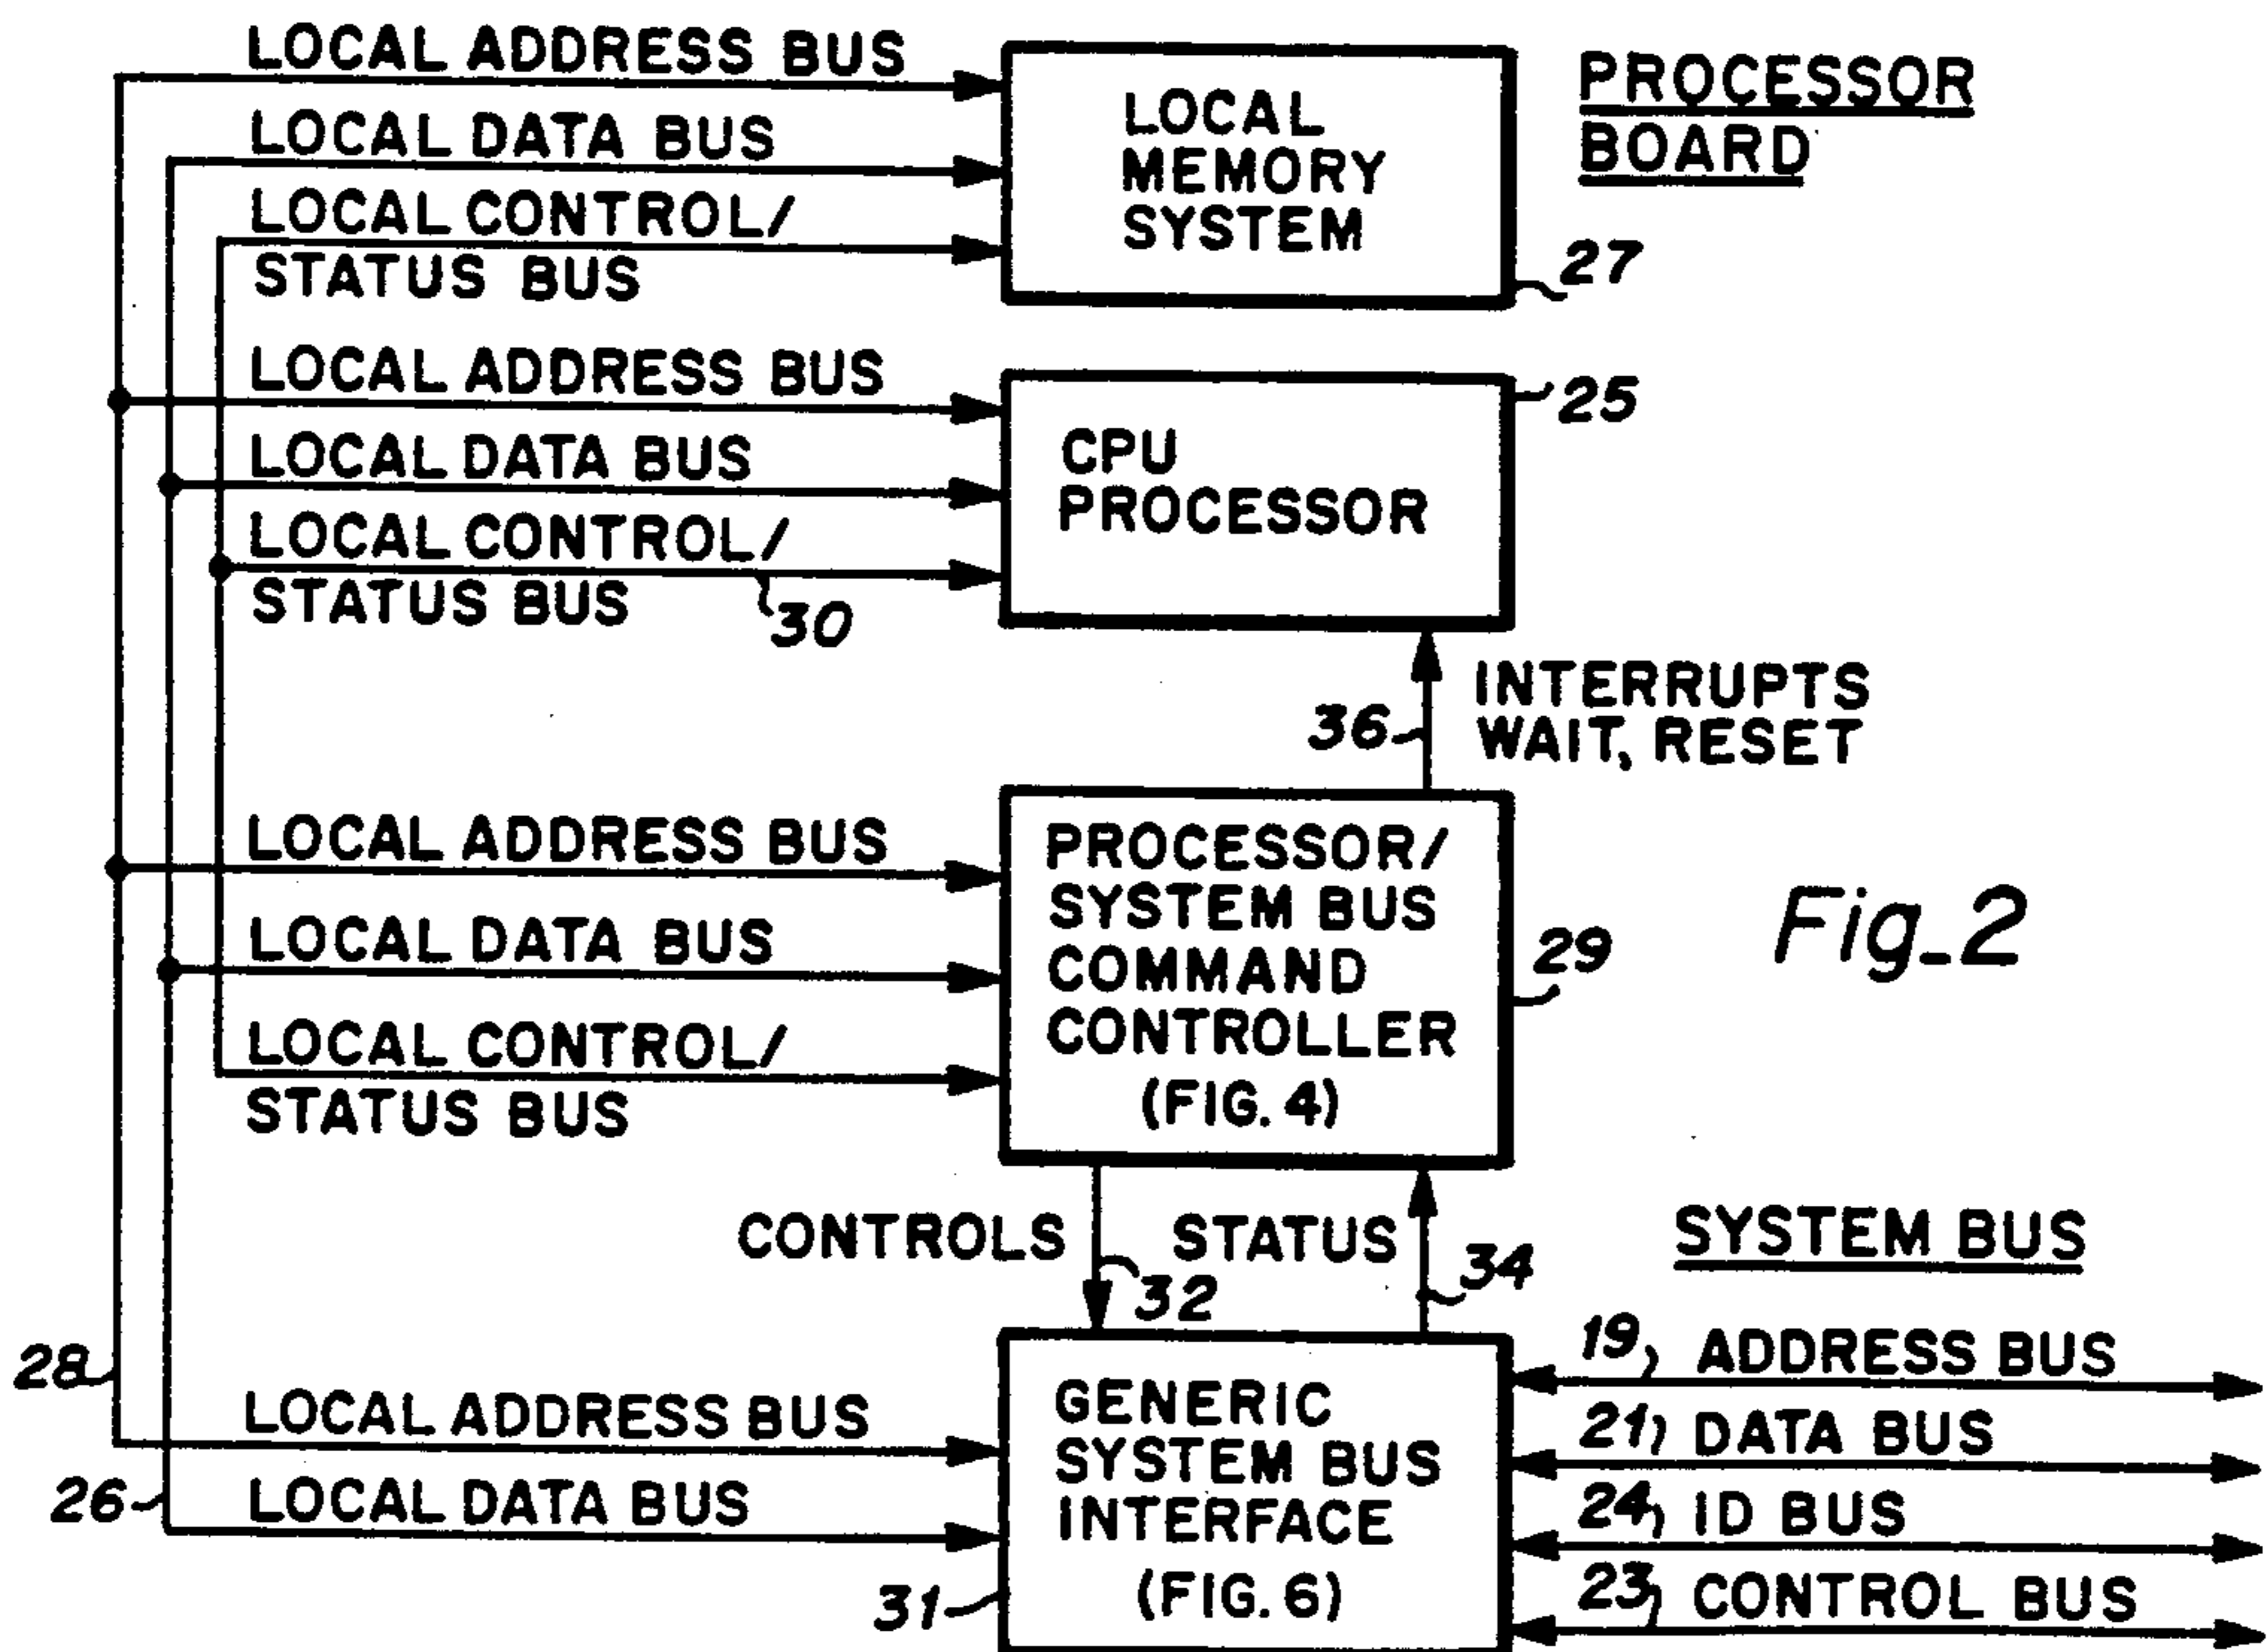 LOCAL ADDRESS BUS
LOCAL DATA BUS
LOCAL CONTROL/
STATUS BUS
LOCAL
MEMORY
SYSTEM
PROCESSOR
BOARD
27
LOCAL ADDRESS BUS
LOCAL DATA BUS
LOCAL CONTROL/
STATUS BUS
30
CPU
PROCESSOR
25
36
INTERRUPTS
WAIT, RESET
LOCAL ADDRESS BUS
LOCAL DATA BUS
LOCAL CONTROL/
STATUS BUS
PROCESSOR/
SYSTEM BUS
COMMAND
CONTROLLER
(FIG. 4)
29
Fig_2
CONTROLS
32
STATUS
34
SYSTEM BUS
28
LOCAL ADDRESS BUS
26
LOCAL DATA BUS
31
GENERIC
SYSTEM BUS
INTERFACE
(FIG. 6)
19, ADDRESS BUS
21, DATA BUS
24, ID BUS
23, CONTROL BUS